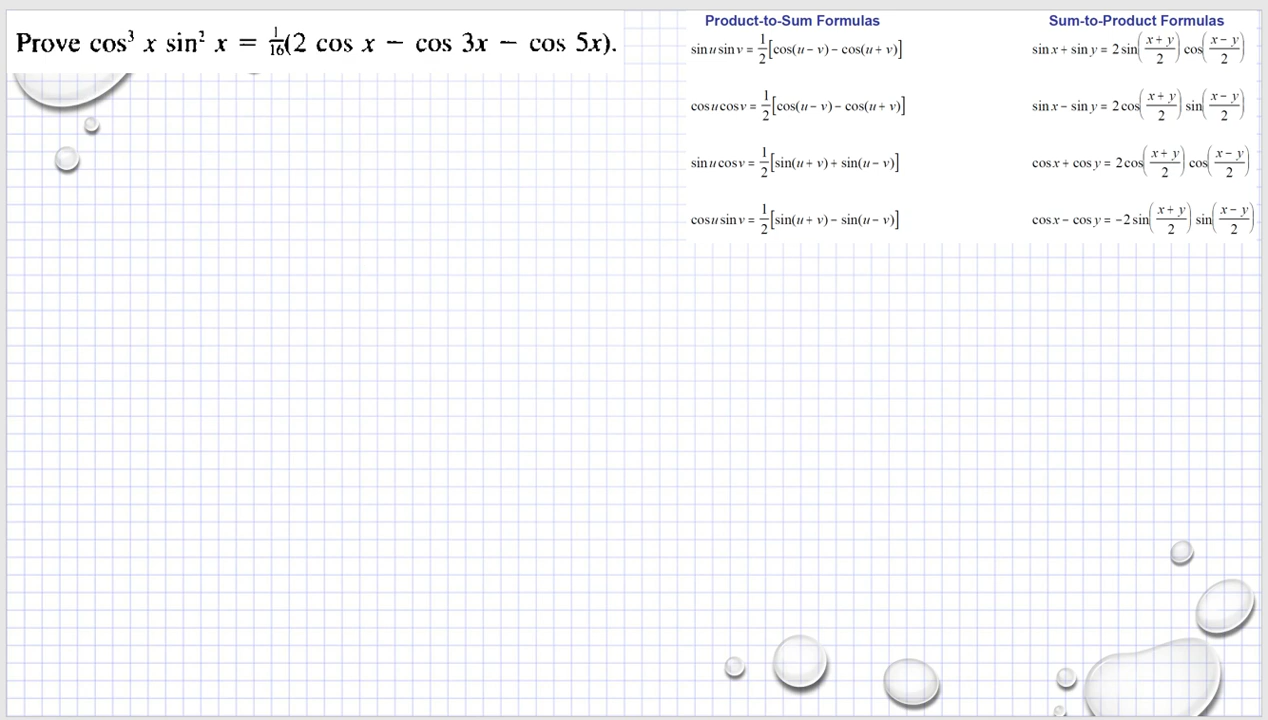 Prove cos³ x sin² x = 1/16(2 cos x − cos 3x − cos 5x).
Product-to-Sum Formulas
sin u sin v = 1/2[cos(u − v) − cos(u + v)]
cos u cos v = 1/2[cos(u − v) − cos(u + v)]
sin u cos v = 1/2[sin(u + v) + sin(u − v)]
cos u sin v = 1/2[sin(u + v) − sin(u − v)]
Sum-to-Product Formulas
sin x + sin y = 2 sin((x + y)/2) cos((x − y)/2)
sin x − sin y = 2 cos((x + y)/2) sin((x − y)/2)
cos x + cos y = 2 cos((x + y)/2) cos((x − y)/2)
cos x − cos y = −2 sin((x + y)/2) sin((x − y)/2)